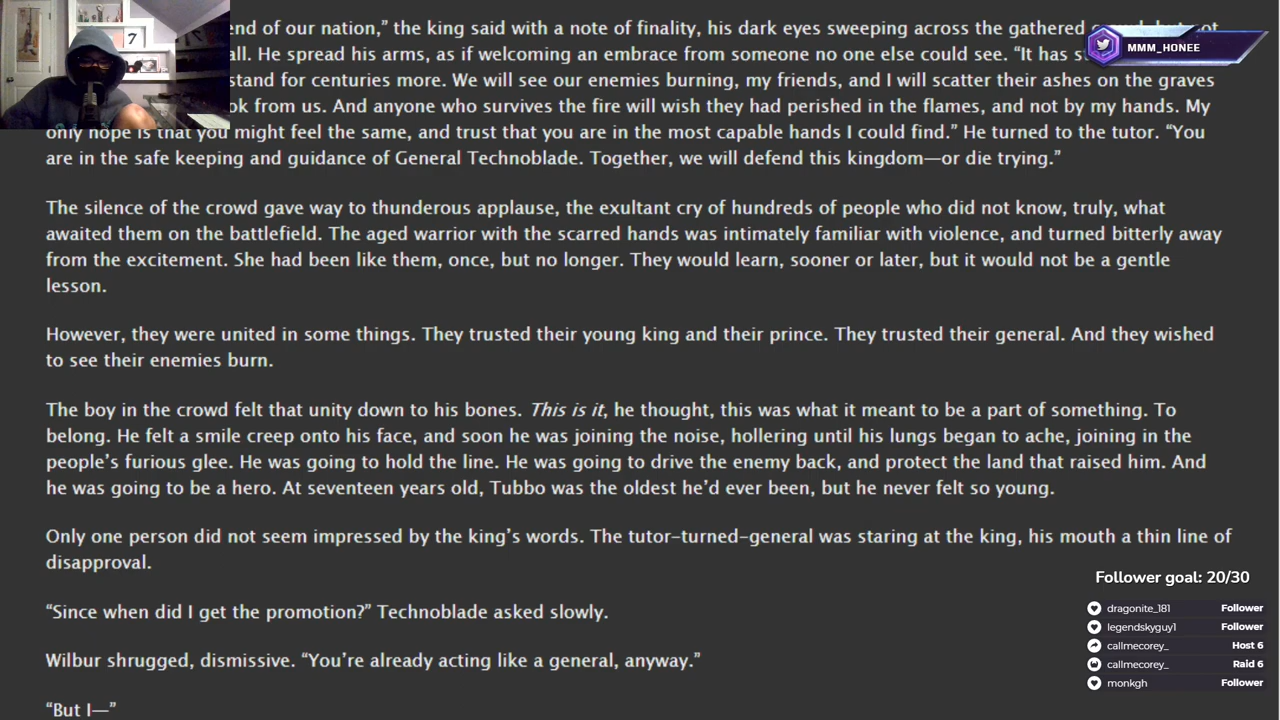 end of our nation,” the king said with a note of finality, his dark eyes sweeping across the gathered
all. He spread his arms, as if welcoming an embrace from someone no one else could see. “It has
stand for centuries more. We will see our enemies burning, my friends, and I will scatter their ashes on the graves
from us. And anyone who survives the fire will wish they had perished in the flames, and not by my hands. My
only hope is that you might feel the same, and trust that you are in the most capable hands I could find.” He turned to the tutor. “You
are in the safe keeping and guidance of General Technoblade. Together, we will defend this kingdom—or die trying.”
The silence of the crowd gave way to thunderous applause, the exultant cry of hundreds of people who did not know, truly, what
awaited them on the battlefield. The aged warrior with the scarred hands was intimately familiar with violence, and turned bitterly away
from the excitement. She had been like them, once, but no longer. They would learn, sooner or later, but it would not be a gentle
lesson.
However, they were united in some things. They trusted their young king and their prince. They trusted their general. And they wished
to see their enemies burn.
The boy in the crowd felt that unity down to his bones. This is it, he thought, this was what it meant to be a part of something. To
belong. He felt a smile creep onto his face, and soon he was joining the noise, hollering until his lungs began to ache, joining in the
people’s furious glee. He was going to hold the line. He was going to drive the enemy back, and protect the land that raised him. And
he was going to be a hero. At seventeen years old, Tubbo was the oldest he’d ever been, but he never felt so young.
Only one person did not seem impressed by the king’s words. The tutor-turned-general was staring at the king, his mouth a thin line of
disapproval.
“Since when did I get the promotion?” Technoblade asked slowly.
Wilbur shrugged, dismissive. “You’re already acting like a general, anyway.”
“But I—”
7
MMM_HONEE
Follower goal: 20/30
dragonite_181 Follower
legendskyguy1 Follower
callmecorey_ Host 6
callmecorey_ Raid 6
monkgh Follower